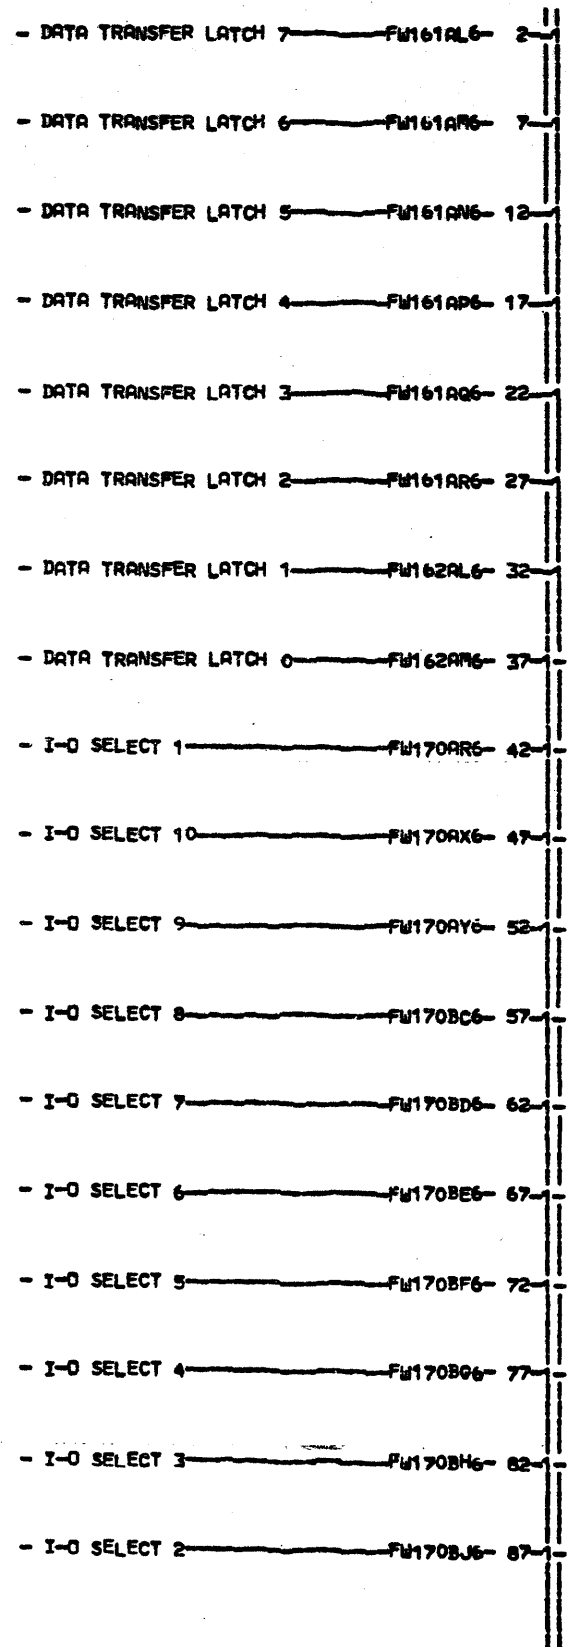 - DATA TRANSFER LATCH 7 FW161AL6- 2
- DATA TRANSFER LATCH 6 FW161AM6- 7
- DATA TRANSFER LATCH 5 FW161AN6- 12
- DATA TRANSFER LATCH 4 FW161AP6- 17
- DATA TRANSFER LATCH 3 FW161AQ6- 22
- DATA TRANSFER LATCH 2 FW161AR6- 27
- DATA TRANSFER LATCH 1 FW162AL6- 32
- DATA TRANSFER LATCH 0 FW162AM6- 37
- I-O SELECT 1 FW170AR6- 42
- I-O SELECT 10 FW170AX6- 47
- I-O SELECT 9 FW170AY6- 52
- I-O SELECT 8 FW170BC6- 57
- I-O SELECT 7 FW170BD6- 62
- I-O SELECT 6 FW170BE6- 67
- I-O SELECT 5 FW170BF6- 72
- I-O SELECT 4 FW170BG6- 77
- I-O SELECT 3 FW170BH6- 82
- I-O SELECT 2 FW170BJ6- 87